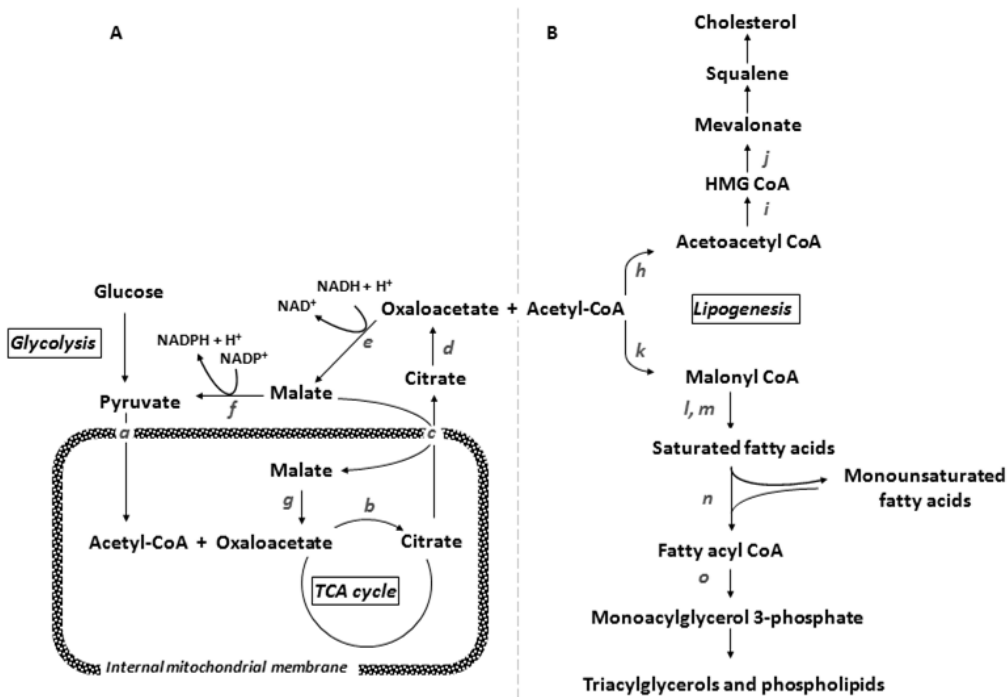 A
Glucose
Glycolysis
NADPH + H⁺
NADP⁺
NAD⁺
NADH + H⁺
Oxaloacetate + Acetyl-CoA
e
d
Citrate
Malate
f
Pyruvate
a
c
Malate
g
b
Acetyl-CoA + Oxaloacetate
Citrate
TCA cycle
Internal mitochondrial membrane
B
Cholesterol
Squalene
Mevalonate
j
HMG CoA
i
Acetoacetyl CoA
h
Lipogenesis
k
Malonyl CoA
l, m
Saturated fatty acids
Monounsaturated
fatty acids
n
Fatty acyl CoA
o
Monoacylglycerol 3-phosphate
Triacylglycerols and phospholipids